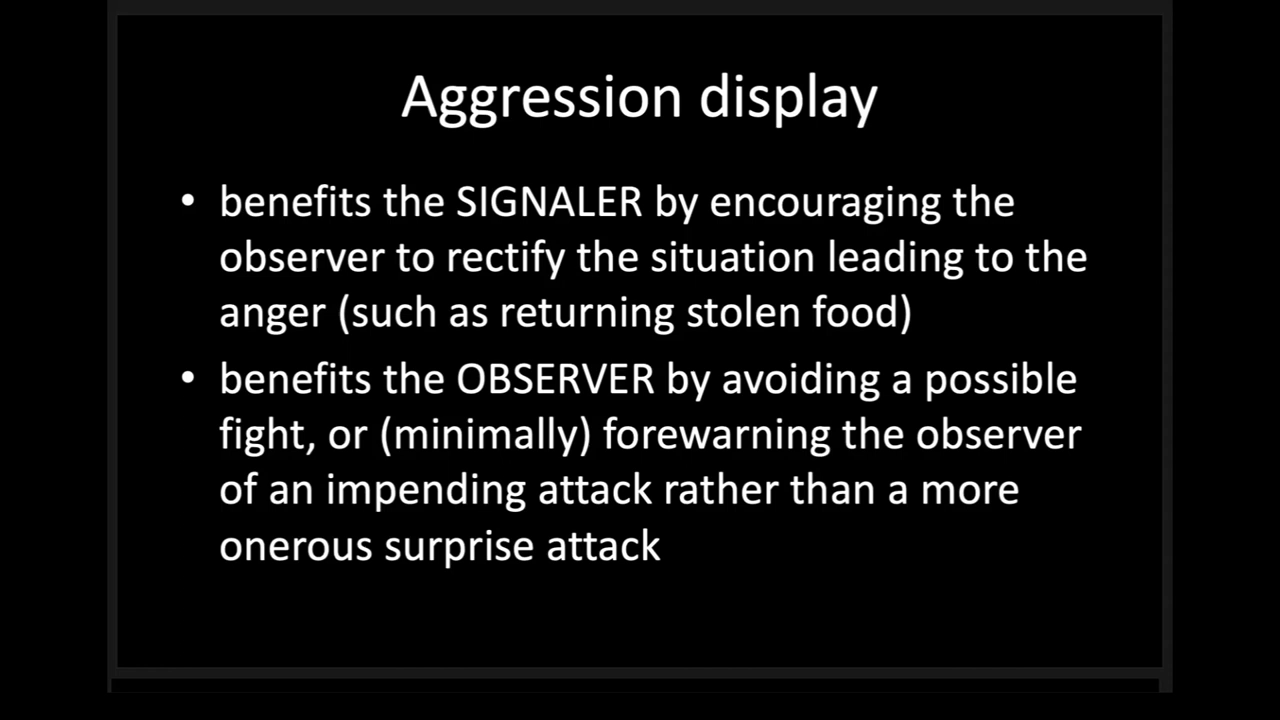 Aggression display
• benefits the SIGNALER by encouraging the
observer to rectify the situation leading to the
anger (such as returning stolen food)
• benefits the OBSERVER by avoiding a possible
fight, or (minimally) forewarning the observer
of an impending attack rather than a more
onerous surprise attack